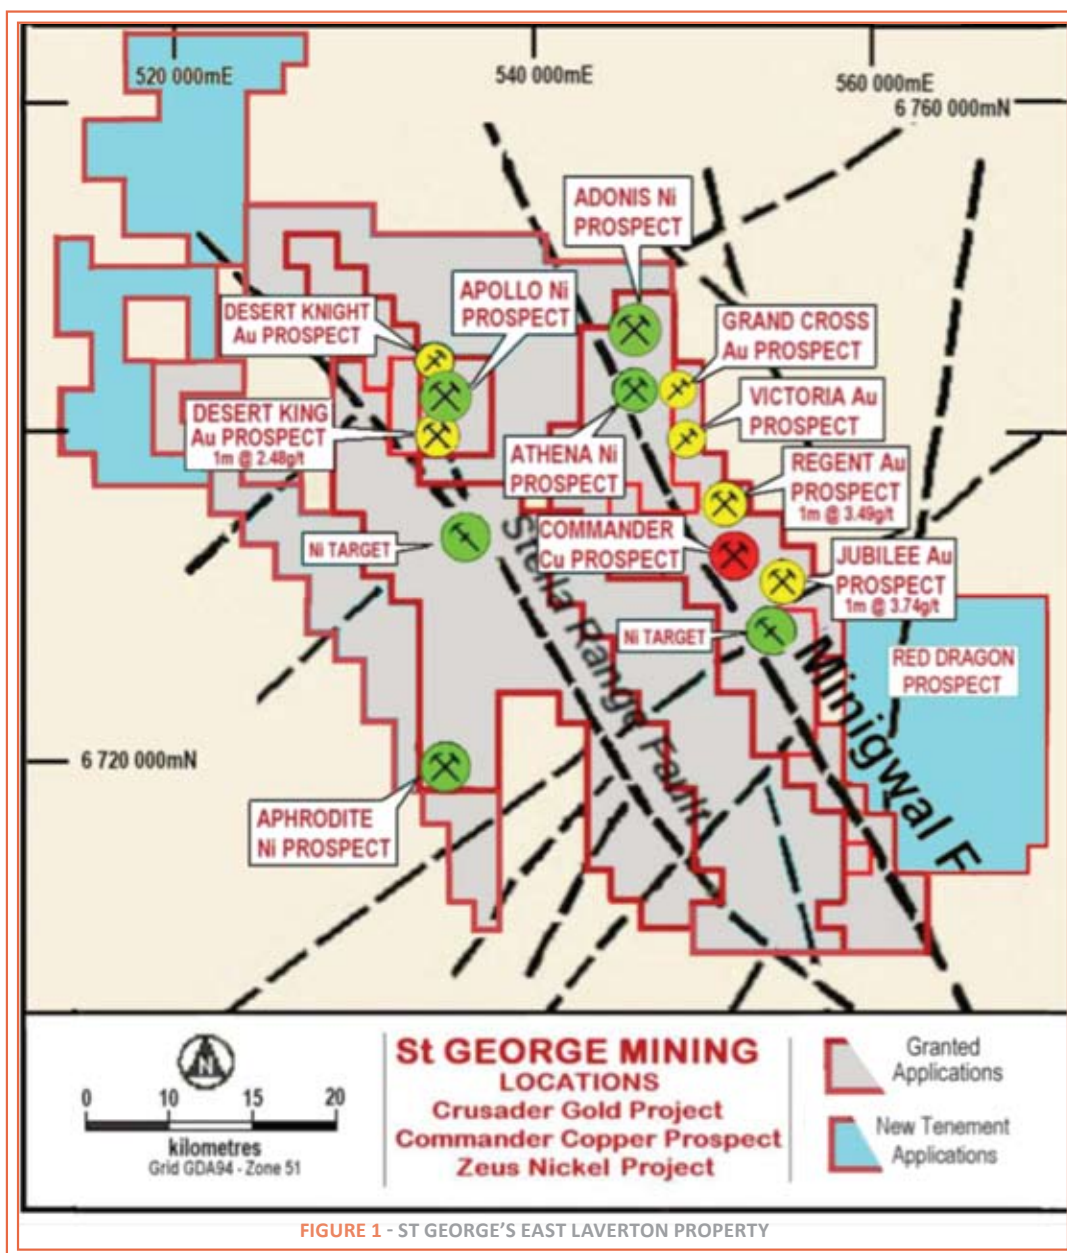 520 000mE
540 000mE
560 000mE
6 760 000mN
ADONIS Ni
PROSPECT
APOLLO Ni
PROSPECT
DESERT KNIGHT
Au PROSPECT
GRAND CROSS
Au PROSPECT
VICTORIA Au
PROSPECT
DESERT KING
Au PROSPECT
1m @ 2.48g/t
ATHENA Ni
PROSPECT
REGENT Au
PROSPECT
1m @ 3.49g/t
COMMANDER
Cu PROSPECT
Ni TARGET
JUBILEE Au
PROSPECT
1m @ 3.74g/t
Stella Range Fault
Ni TARGET
Minigwal F
RED DRAGON
PROSPECT
6 720 000mN
APHRODITE
Ni PROSPECT
N
0 10 15 20
kilometres
Grid GDA94 - Zone 51
St GEORGE MINING
LOCATIONS
Crusader Gold Project
Commander Copper Prospect
Zeus Nickel Project
Granted
Applications
New Tenement
Applications
FIGURE 1 - ST GEORGE'S EAST LAVERTON PROPERTY